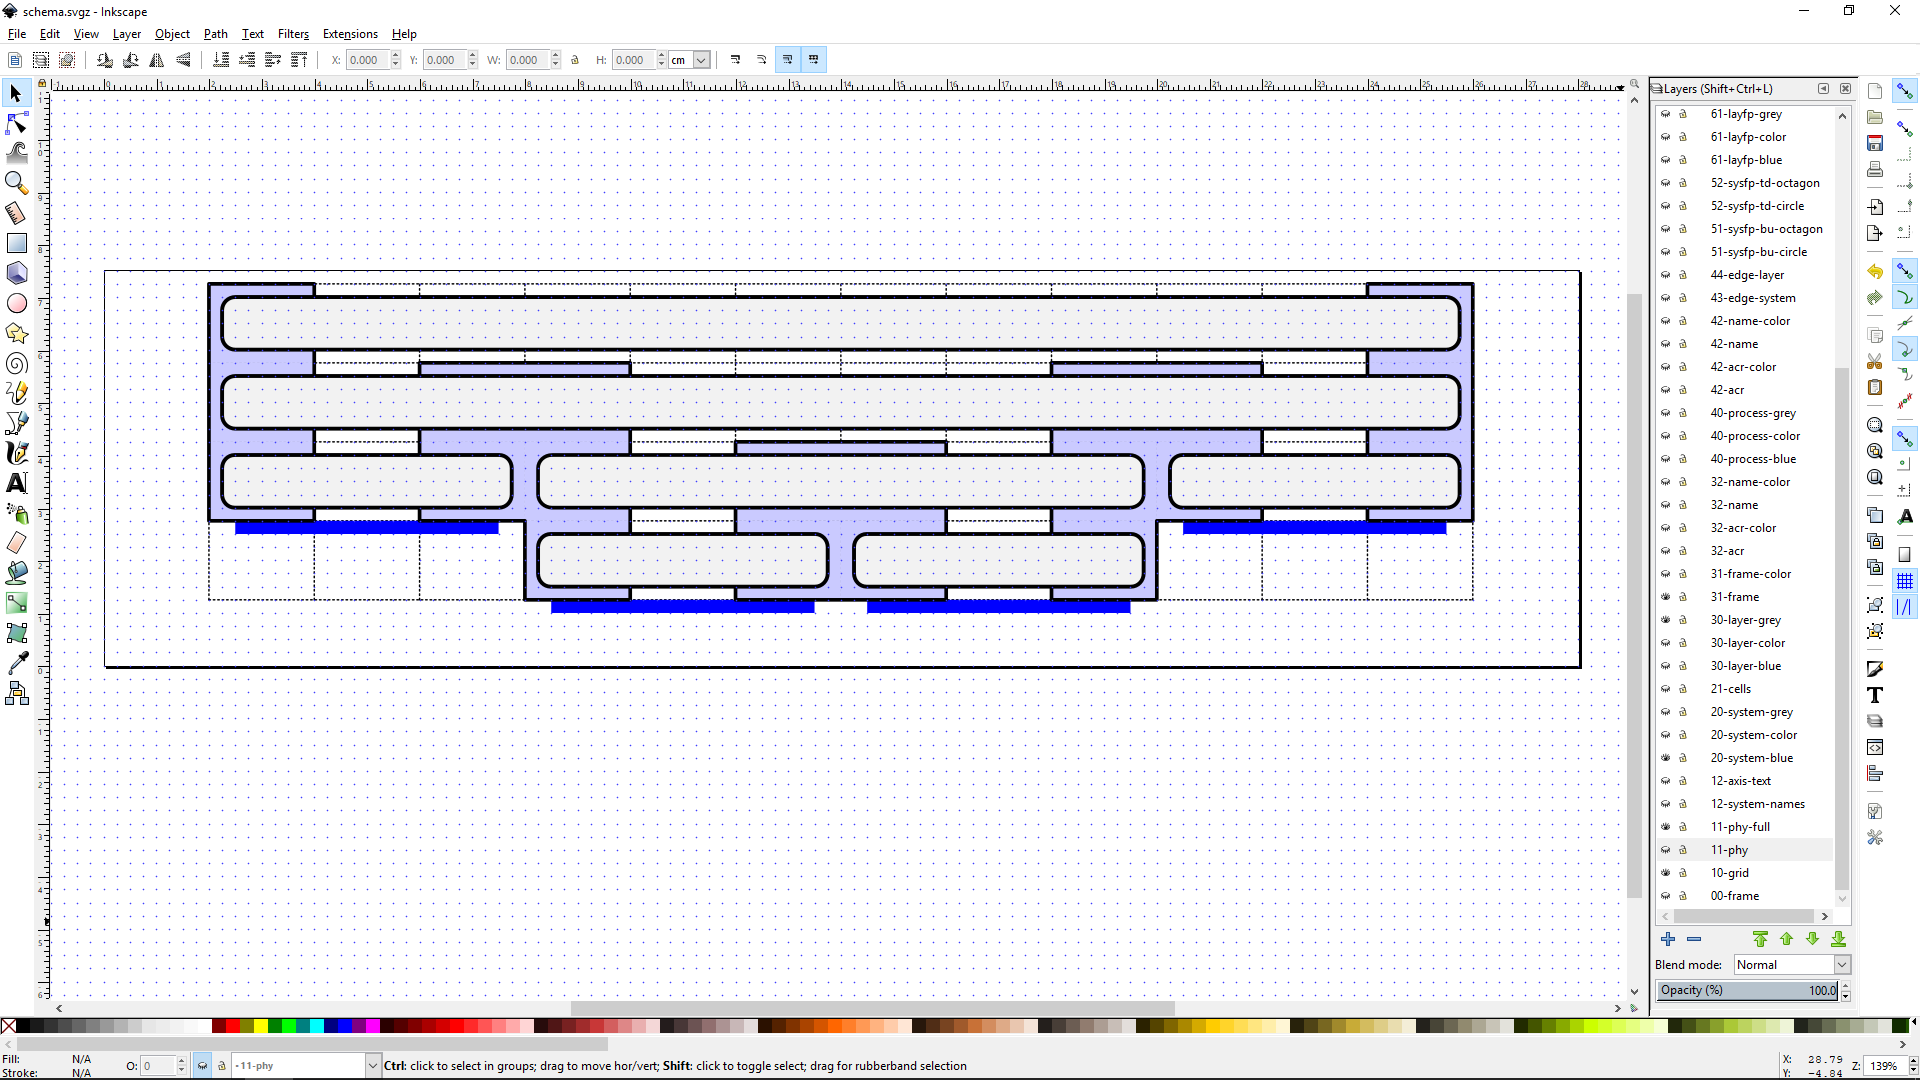 schema.svgz - Inkscape
File Edit View Layer Object Path Text Filters Extensions Help
X: 0.000 Y: 0.000 W: 0.000 H: 0.000 cm
Layers (Shift+Ctrl+L)
61-layfp-grey
61-layfp-color
61-layfp-blue
52-sysfp-td-octagon
52-sysfp-td-circle
51-sysfp-bu-octagon
51-sysfp-bu-circle
44-edge-layer
43-edge-system
42-name-color
42-name
42-acr-color
42-acr
40-process-grey
40-process-color
40-process-blue
32-name-color
32-name
32-acr-color
32-acr
31-frame-color
31-frame
30-layer-grey
30-layer-color
30-layer-blue
21-cells
20-system-grey
20-system-color
20-system-blue
12-axis-text
12-system-names
11-phy-full
11-phy
10-grid
00-frame
Blend mode: Normal
Opacity (%) 100.0
Fill: N/A
Stroke: N/A
O: 0
-11-phy
Ctrl: click to select in groups; drag to move hor/vert; Shift: click to toggle select; drag for rubberband selection
X: 28.79
Y: -4.84
Z: 139%